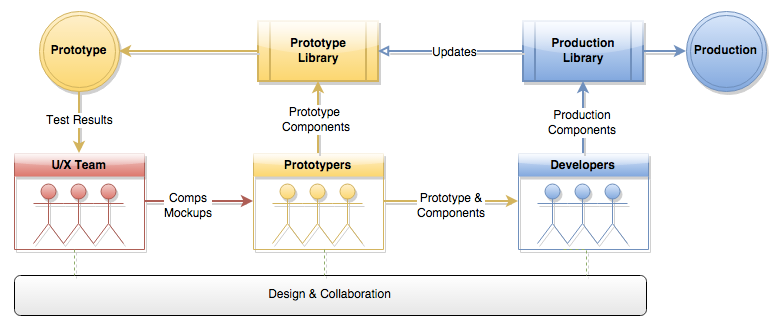 Prototype
Prototype
Library
Updates
Production
Library
Production
Test Results
Prototype
Components
Production
Components
U/X Team
Prototypers
Developers
Comps
Mockups
Prototype &
Components
Design & Collaboration